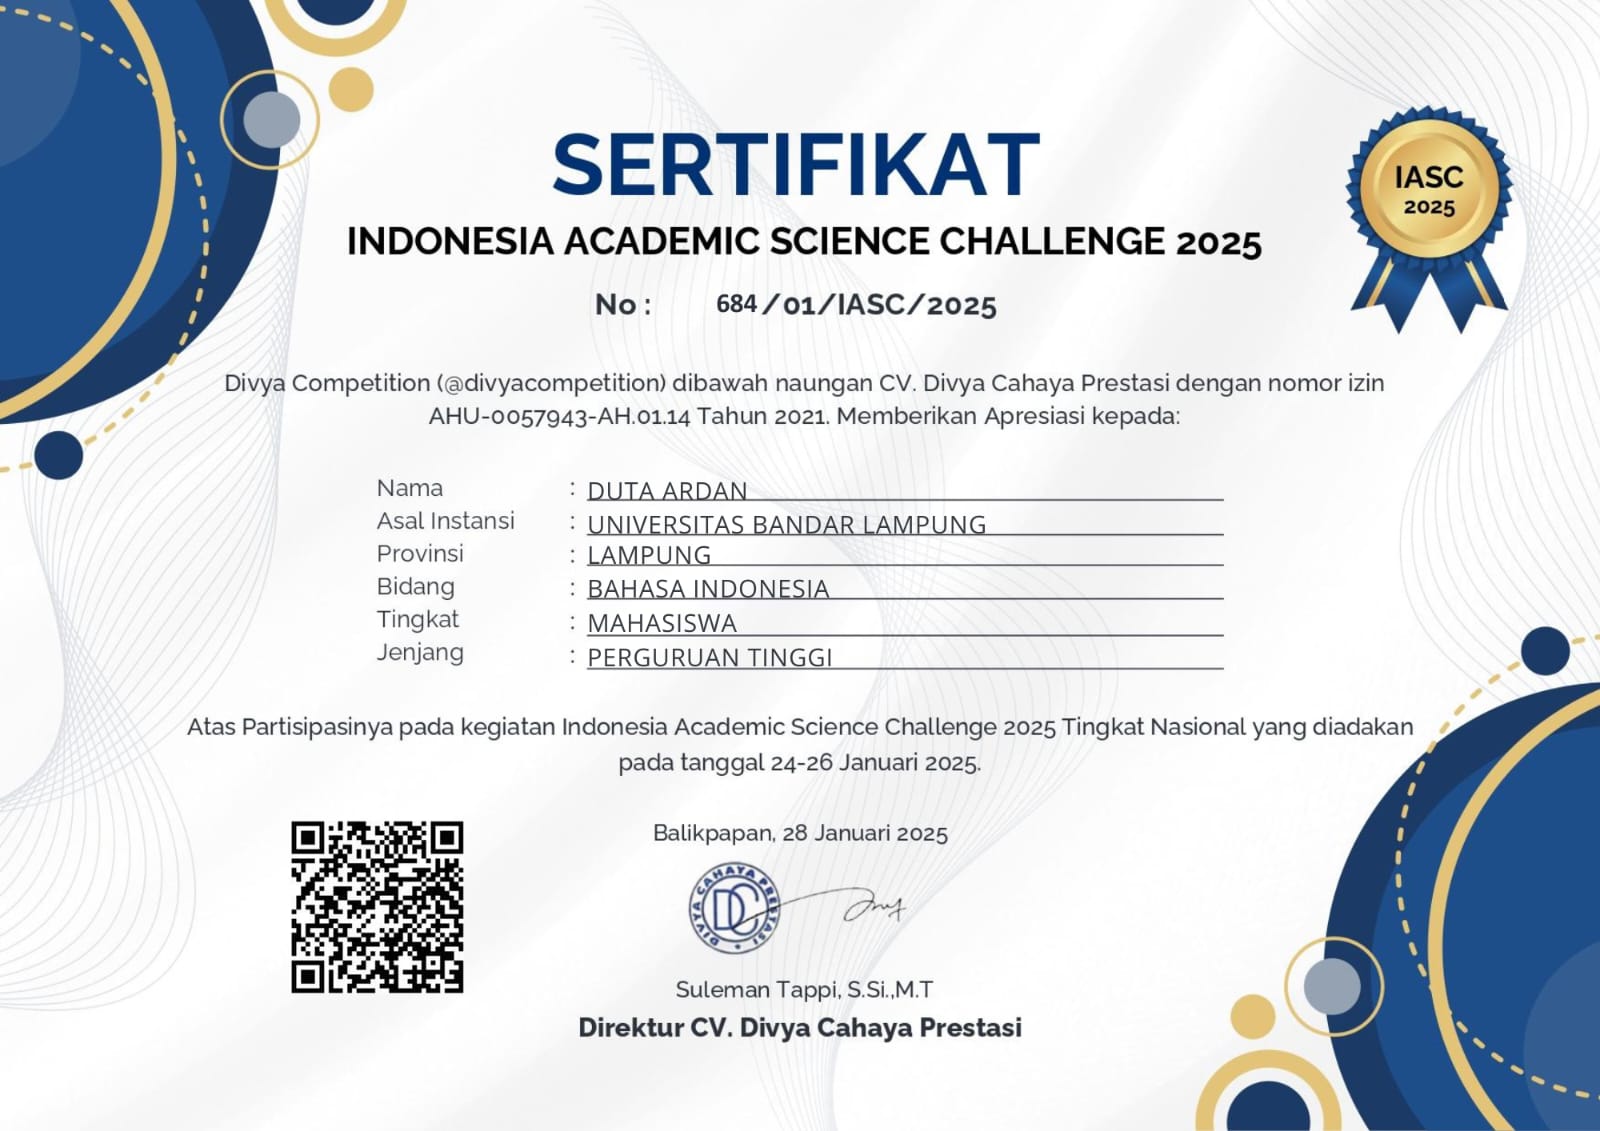 SERTIFIKAT
INDONESIA ACADEMIC SCIENCE CHALLENGE 2025
No : 684/01/IASC/2025
IASC
2025
Divya Competition (@divyacompetition) dibawah naungan CV. Divya Cahaya Prestasi dengan nomor izin
AHU-0057943-AH.01.14 Tahun 2021. Memberikan Apresiasi kepada:
Nama : DUTA ARDAN
Asal Instansi : UNIVERSITAS BANDAR LAMPUNG
Provinsi : LAMPUNG
Bidang : BAHASA INDONESIA
Tingkat : MAHASISWA
Jenjang : PERGURUAN TINGGI
Atas Partisipasinya pada kegiatan Indonesia Academic Science Challenge 2025 Tingkat Nasional yang diadakan
pada tanggal 24-26 Januari 2025.
Balikpapan, 28 Januari 2025
DIVYA CAHAYA PRESTASI
DC
Suleman Tappi, S.Si.,M.T
Direktur CV. Divya Cahaya Prestasi